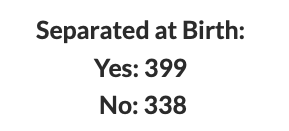 Separated at Birth:
Yes: 399
No: 338